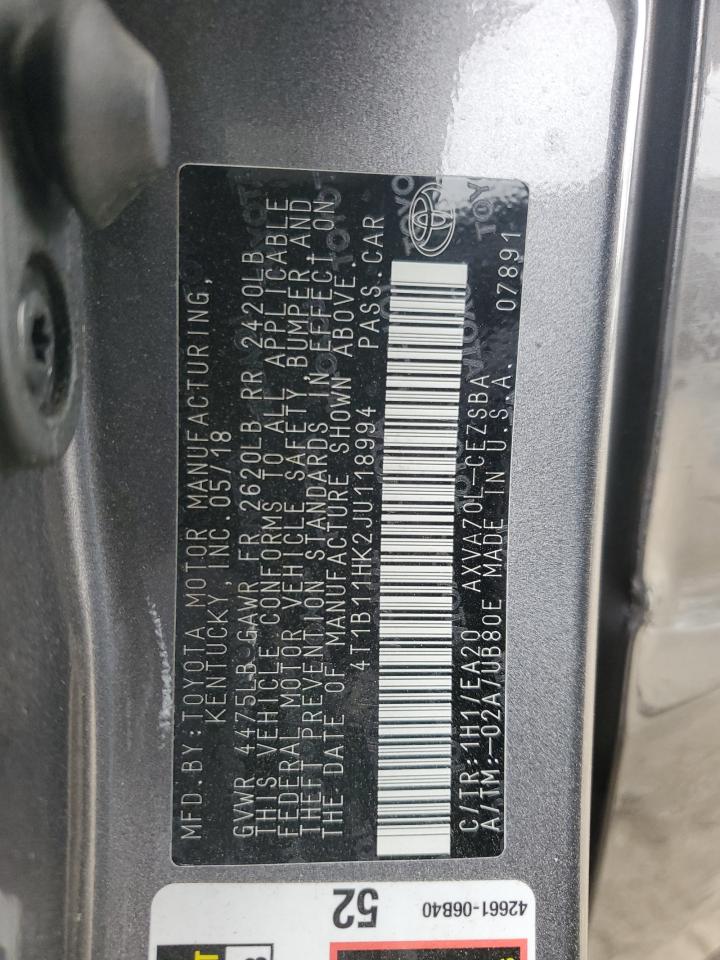 MFD.BY:TOYOTA MOTOR MANUFACTURING,
KENTUCKY, INC.05/18
GVWR 4475LB GAWR FR 2620LB RR 2420LB
THIS VEHICLE CONFORMS TO ALL APPLICABLE
FEDERAL MOTOR VEHICLE SAFETY, BUMPER,AND
THEFT PREVENTION STANDARDS IN EFFECT ON
THE DATE OF MANUFACTURE SHOWN ABOVE.
4T1B11HK2JU118994 PASS.CAR
C/TR:1H1/EA20 AXVA70L-CEZSBA
A/TM:-02A/UB80E MADE IN U.S.A. 07891
TOYOTA
52
42661-06B40